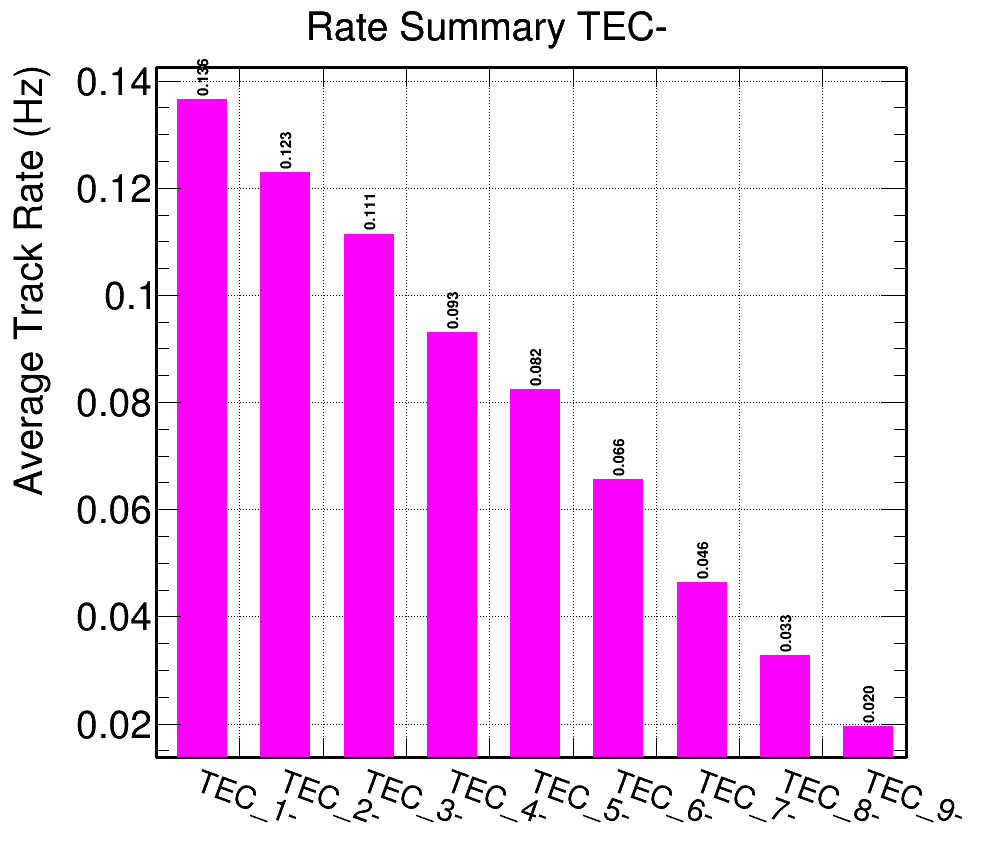 Rate Summary TEC-
Average Track Rate (Hz)
0.14
0.12
0.1
0.08
0.06
0.04
0.02
0.136
0.123
0.111
0.093
0.082
0.066
0.046
0.033
0.020
TEC_1-
TEC_2-
TEC_3-
TEC_4-
TEC_5-
TEC_6-
TEC_7-
TEC_8-
TEC_9-